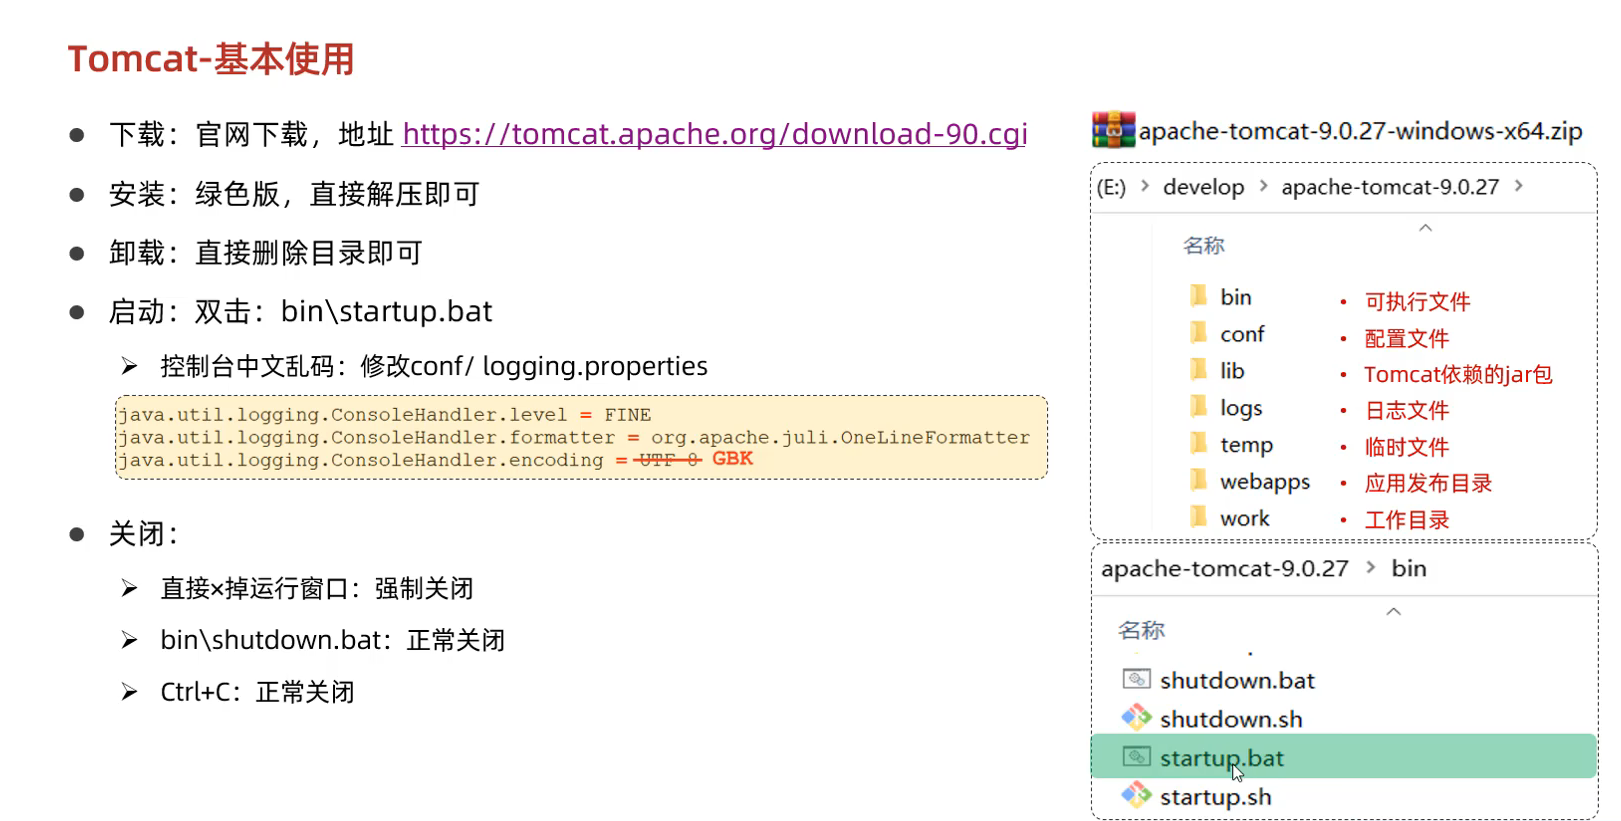 Tomcat-基本使用
● 下载：官网下载，地址 https://tomcat.apache.org/download-90.cgi
● 安装：绿色版，直接解压即可
● 卸载：直接删除目录即可
● 启动：双击：bin\startup.bat
➢ 控制台中文乱码：修改conf/ logging.properties
java.util.logging.ConsoleHandler.level = FINE
java.util.logging.ConsoleHandler.formatter = org.apache.juli.OneLineFormatter
java.util.logging.ConsoleHandler.encoding = UTF-8 GBK
● 关闭：
➢ 直接×掉运行窗口：强制关闭
➢ bin\shutdown.bat：正常关闭
➢ Ctrl+C：正常关闭
apache-tomcat-9.0.27-windows-x64.zip
(E:) > develop > apache-tomcat-9.0.27 >
名称
bin • 可执行文件
conf • 配置文件
lib • Tomcat依赖的jar包
logs • 日志文件
temp • 临时文件
webapps • 应用发布目录
work • 工作目录
apache-tomcat-9.0.27 > bin
名称
shutdown.bat
shutdown.sh
startup.bat
startup.sh